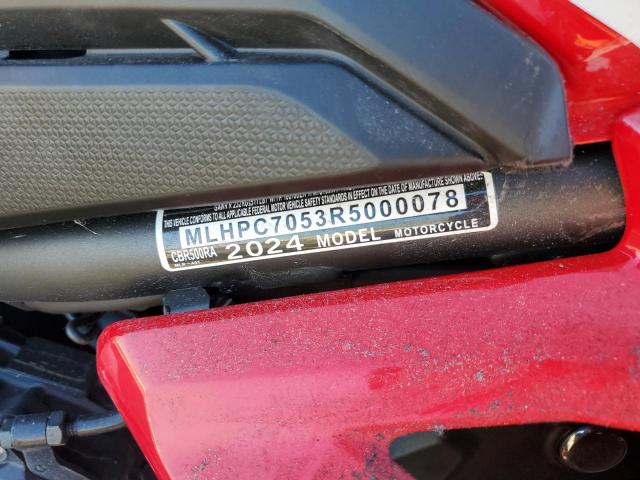 THIS VEHICLE CONFORMS TO ALL APPLICABLE FEDERAL MOTOR VEHICLE SAFETY STANDARDS IN EFFECT ON THE DATE OF MANUFACTURE SHOWN ABOVE.
MLHPC7053R5000078
CBR500RA 2024 MODEL MOTORCYCLE